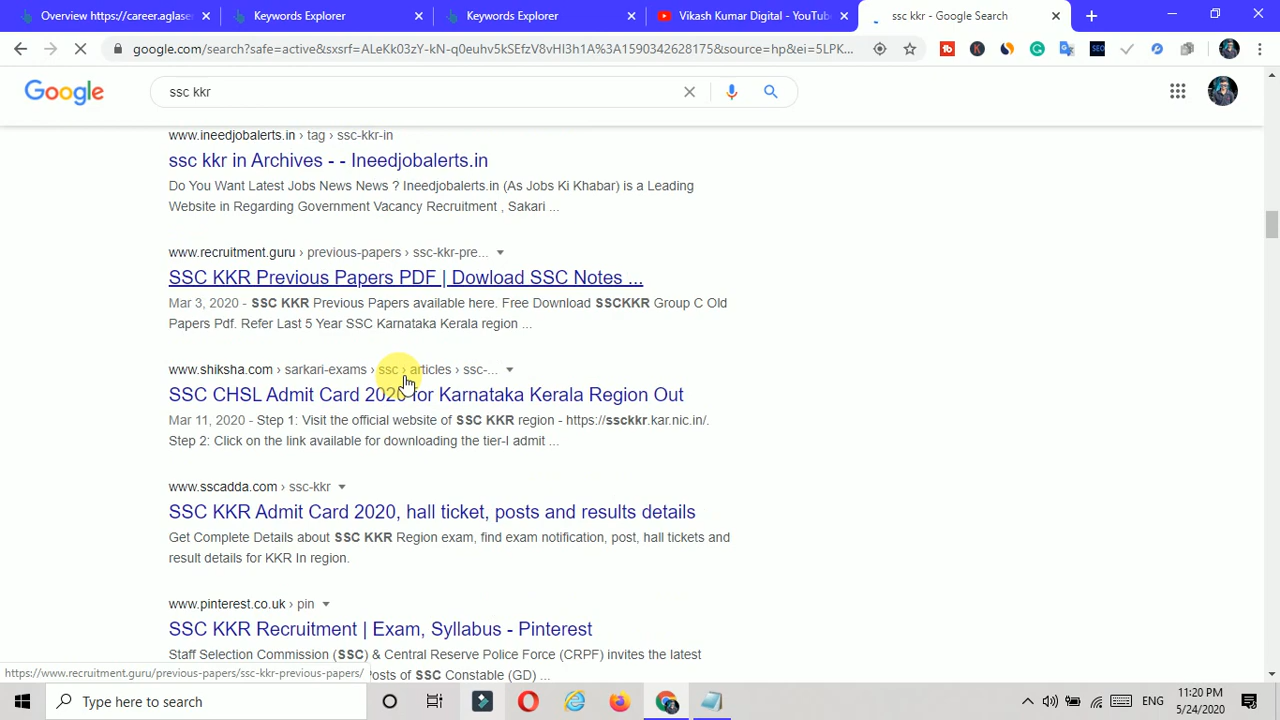 Overview https://career.aglase
Keywords Explorer
Keywords Explorer
Vikash Kumar Digital - YouTub
ssc kkr - Google Search
google.com/search?safe=active&sxsrf=ALeKk03zY-kN-q0euhv5kSEfzV8vHI3h1A%3A1590342628175&source=hp&ei=5LPK...
Google
ssc kkr
www.ineedjobalerts.in › tag › ssc-kkr-in
ssc kkr in Archives - - Ineedjobalerts.in
Do You Want Latest Jobs News News ? Ineedjobalerts.in (As Jobs Ki Khabar) is a Leading
Website in Regarding Government Vacancy Recruitment , Sakari ...
www.recruitment.guru › previous-papers › ssc-kkr-pre...
SSC KKR Previous Papers PDF | Dowload SSC Notes ...
Mar 3, 2020 - SSC KKR Previous Papers available here. Free Download SSCKKR Group C Old
Papers Pdf. Refer Last 5 Year SSC Karnataka Kerala region ...
www.shiksha.com › sarkari-exams › ssc › articles › ssc-...
SSC CHSL Admit Card 2020 for Karnataka Kerala Region Out
Mar 11, 2020 - Step 1: Visit the official website of SSC KKR region - https://ssckkr.kar.nic.in/.
Step 2: Click on the link available for downloading the tier-I admit ...
www.sscadda.com › ssc-kkr
SSC KKR Admit Card 2020, hall ticket, posts and results details
Get Complete Details about SSC KKR Region exam, find exam notification, post, hall tickets and
result details for KKR In region.
www.pinterest.co.uk › pin
SSC KKR Recruitment | Exam, Syllabus - Pinterest
Staff Selection Commission (SSC) & Central Reserve Police Force (CRPF) invites the latest
Posts of SSC Constable (GD) ...
https://www.recruitment.guru/previous-papers/ssc-kkr-previous-papers/
Type here to search
ENG
11:20 PM
5/24/2020